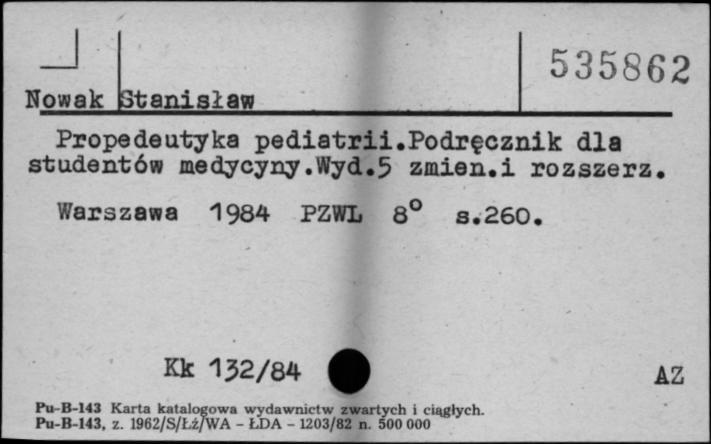 535862
Nowak Stanisław
Propedeutyka pediatrii.Podręcznik dla
studentów medycyny.Wyd.5 zmien.i rozszerz.
Warszawa 1984 PZWL 8° s.260.
Kk 132/84
AZ
Pu-B-143 Karta katalogowa wydawnictw zwartych i ciągłych.
Pu-B-143, z. 1962/S/Łż/WA - ŁDA - 1203/82 n. 500 000